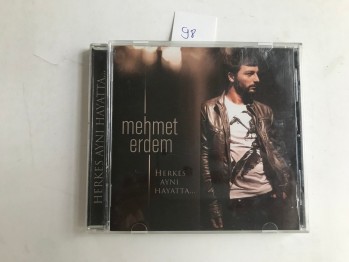 98
mehmet
erdem
HERKES
AYNI
HAYATTA...
HERKES AYNI HAYATTA...